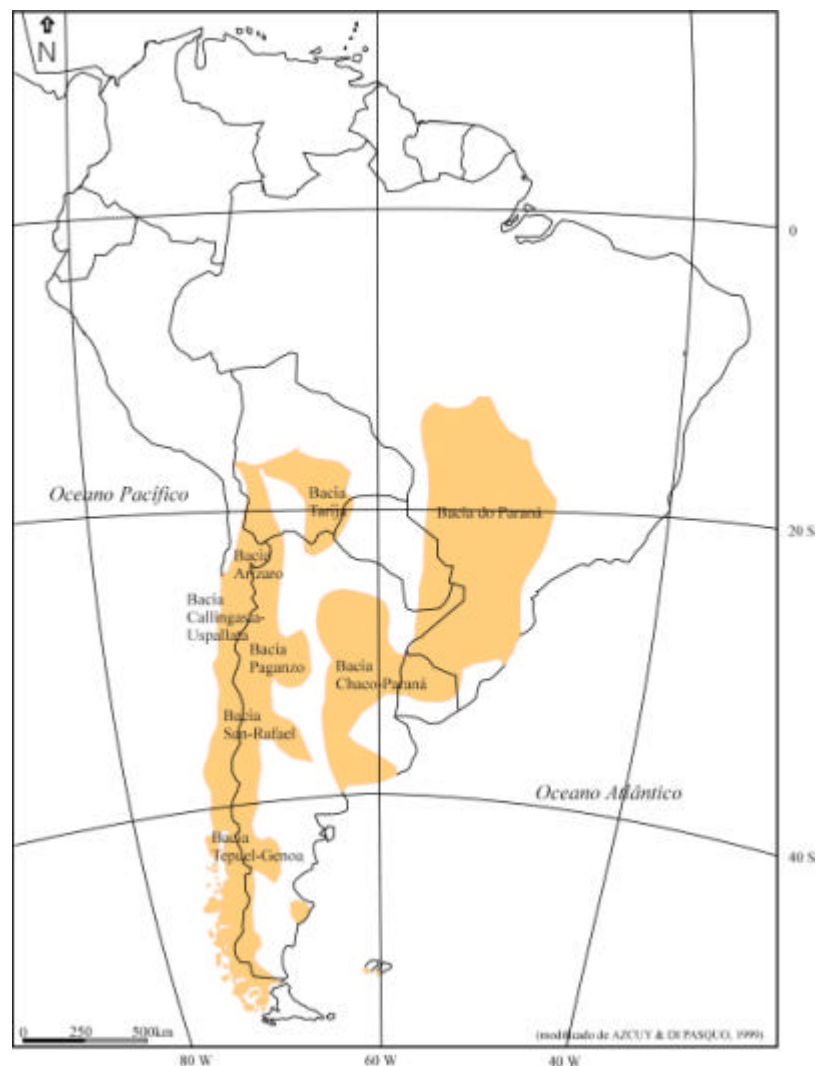 N
0
Oceano Pacífico
Bacia
Tarija
Bacia do Paraná
20 S
Bacia
Arizaro
Bacia
Callingasta-
Uspallata
Bacia
Paganzo
Bacia
Chaco-Paraná
Bacia
San-Rafael
Oceano Atlântico
Bacia
Tepuel-Genoa
40 S
0 250 500km
(modificado de AZCUY & DI PASQUO, 1999)
80 W 60 W 40 W